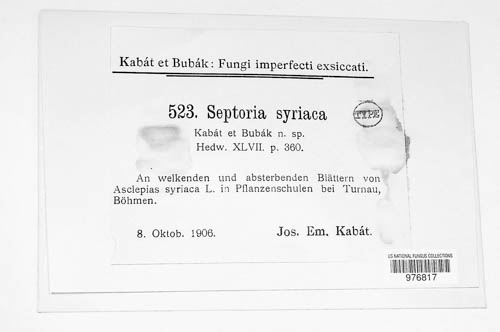 Kabát et Bubák: Fungi imperfecti exsiccati.
523. Septoria syriaca
TYPE
Kabát et Bubák n. sp.
Hedw. XLVII. p. 360.
An welkenden und absterbenden Blättern von
Asclepias syriaca L. in Pflanzenschulen bei Turnau,
Böhmen.
8. Oktob. 1906.
Jos. Em. Kabát.
US NATIONAL FUNGUS COLLECTIONS
976817